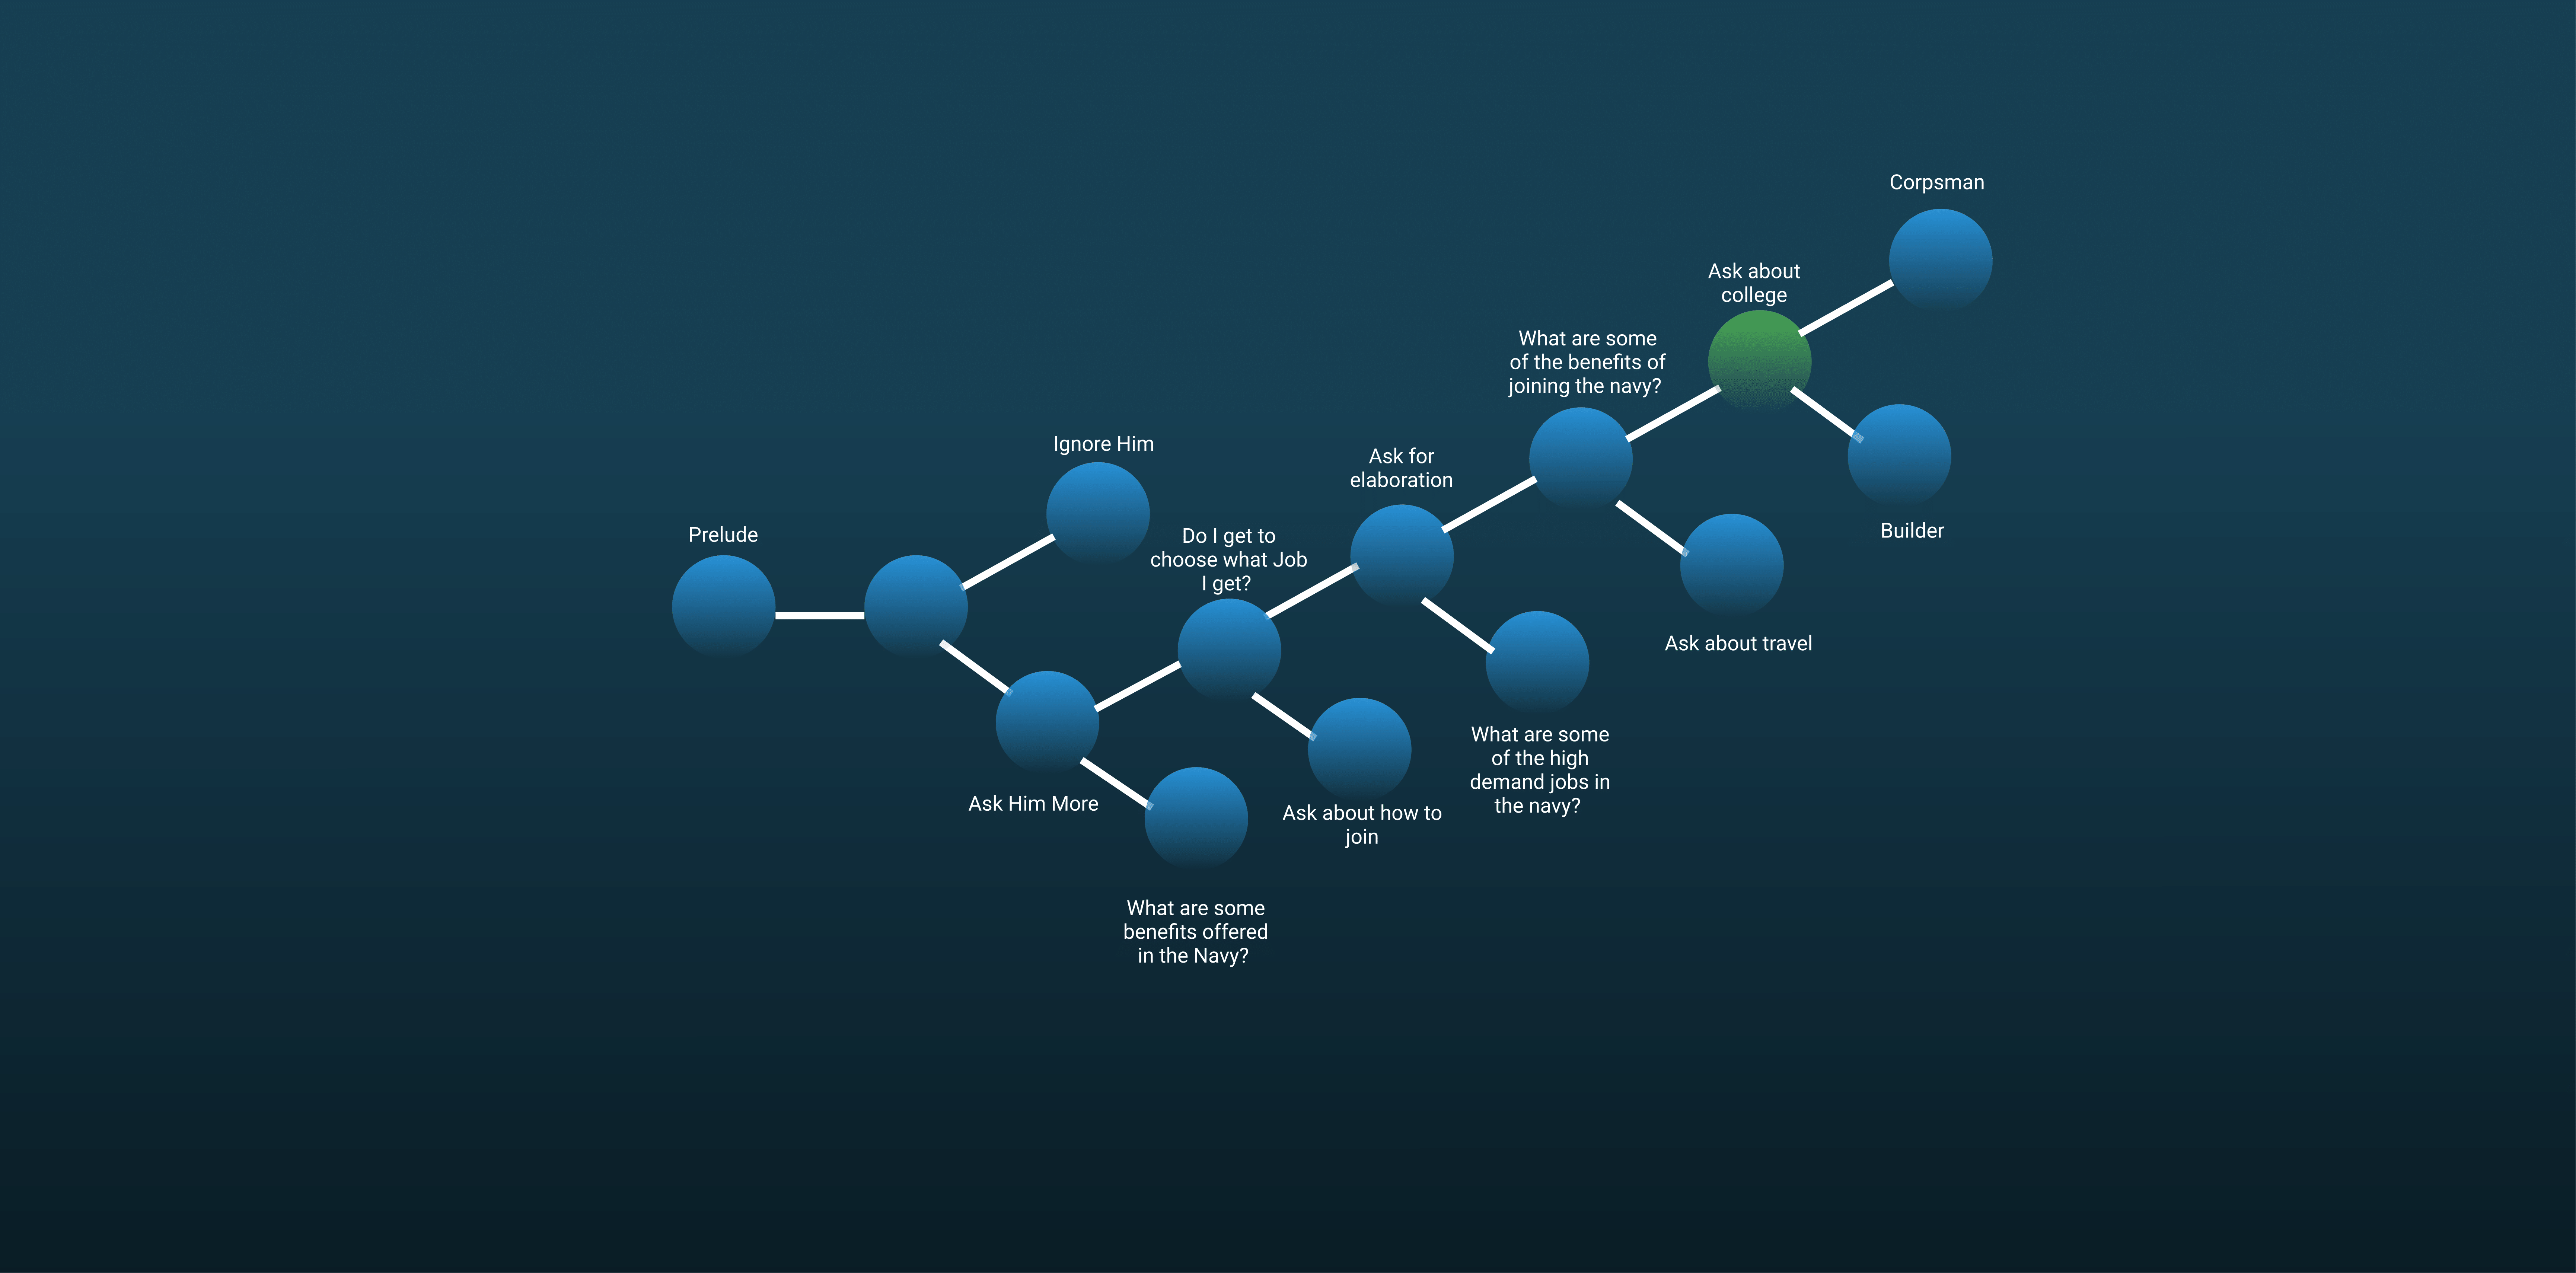 Corpsman
Ask about
college
What are some
of the benefits of
joining the navy?
Ignore Him
Ask for
elaboration
Prelude
Do I get to
choose what Job
I get?
Builder
Ask about travel
What are some
of the high
demand jobs in
the navy?
Ask Him More
Ask about how to
join
What are some
benefits offered
in the Navy?